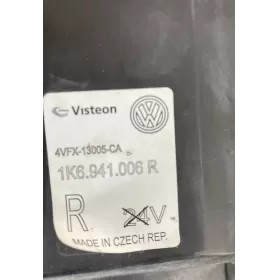 Visteon
4VFX-13005-CA
1K6.941.006 R
R 24V
MADE IN CZECH REP.